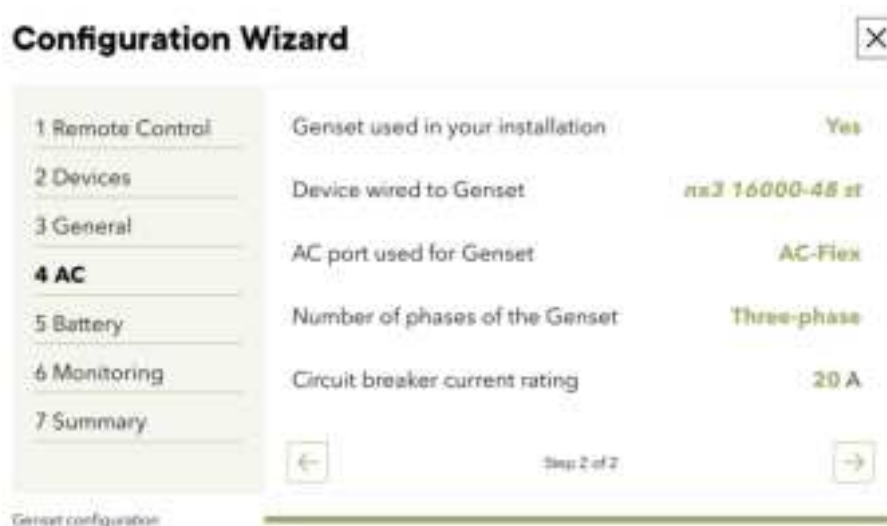 Configuration Wizard
1 Remote Control
2 Devices
3 General
4 AC
5 Battery
6 Monitoring
7 Summary
Genset used in your installation Yes
Device wired to Genset nx3 16000-48 st
AC port used for Genset AC-Flex
Number of phases of the Genset Three-phase
Circuit breaker current rating 20 A
Step 2 of 2
Genset configuration